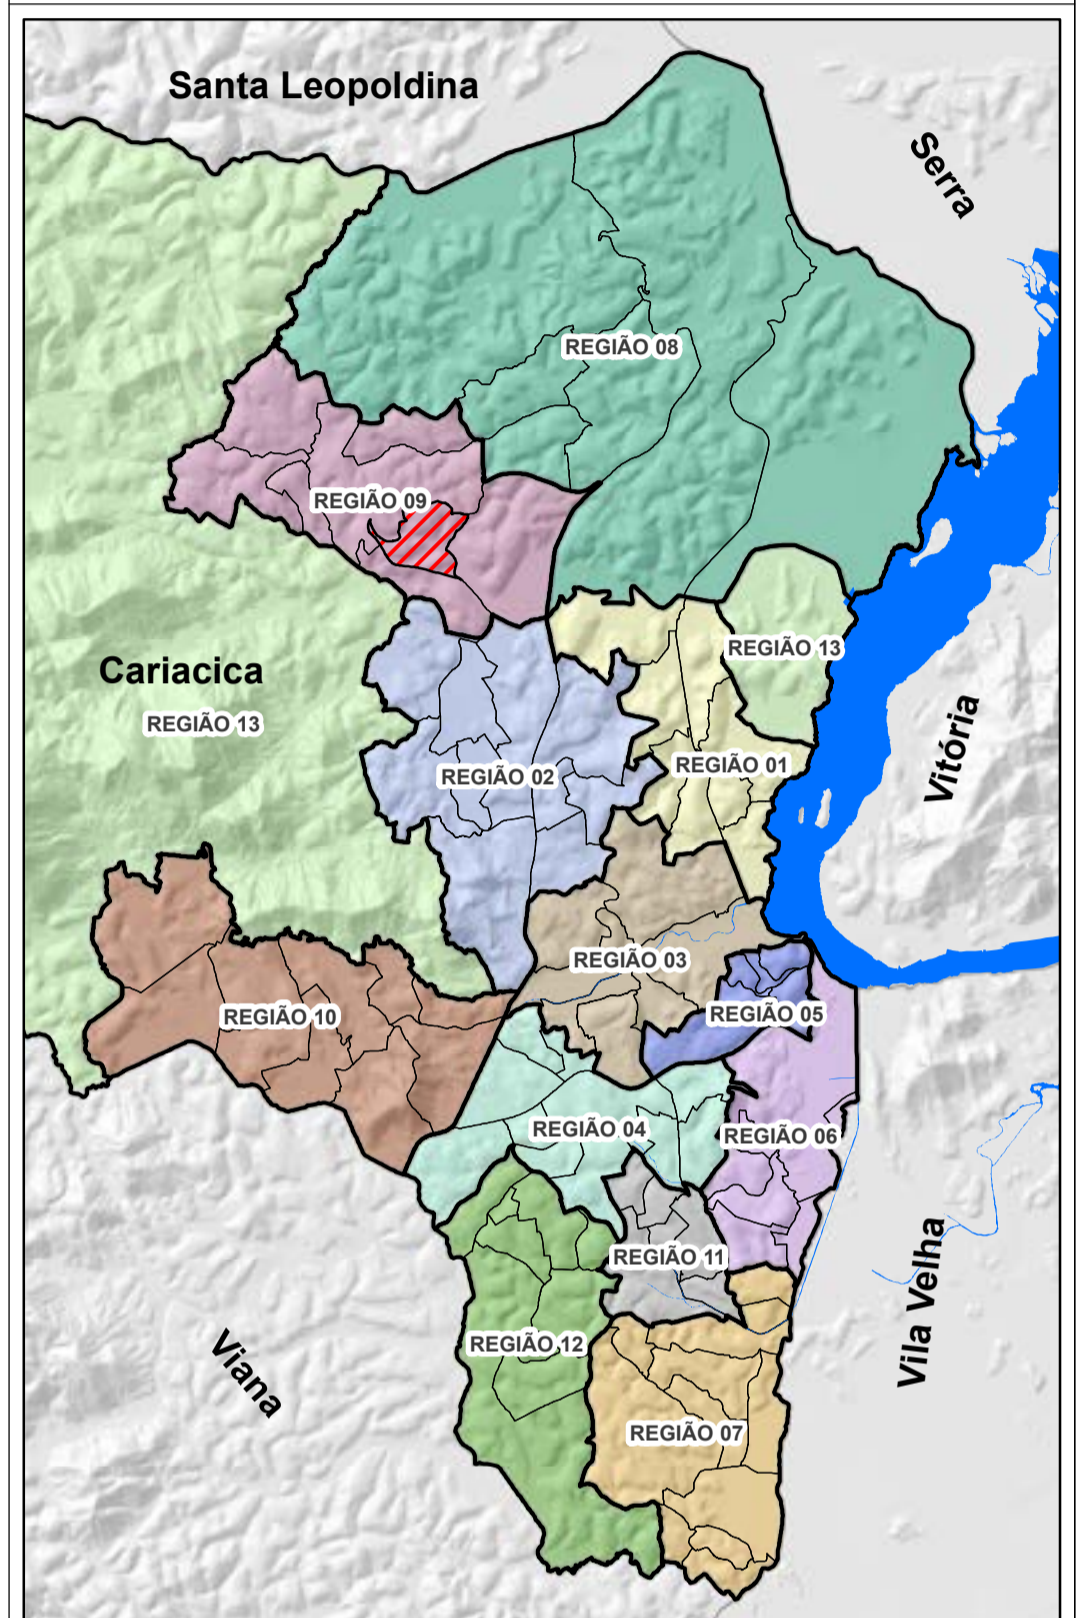 Santa Leopoldina
Serra
REGIÃO 08
REGIÃO 09
REGIÃO 13
Cariacica
REGIÃO 13
Vitória
REGIÃO 01
REGIÃO 02
REGIÃO 03
REGIÃO 05
REGIÃO 10
REGIÃO 04
REGIÃO 06
REGIÃO 11
Vila Velha
REGIÃO 12
Viana
REGIÃO 07